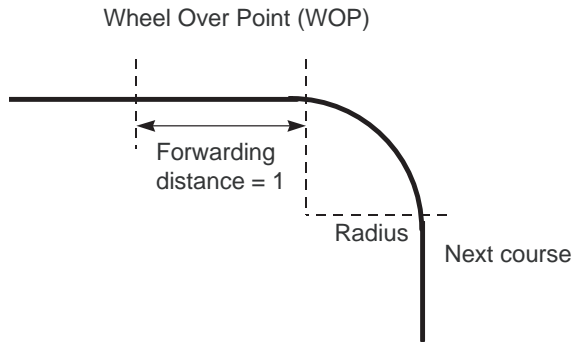 Wheel Over Point (WOP)
Forwarding
distance = 1
Radius
Next course